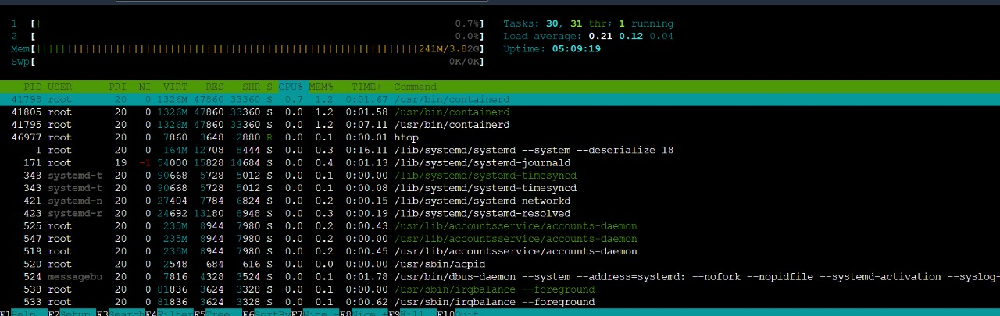 1 [| 0.7%] Tasks: 30, 31 thr; 1 running
2 [ 0.0%] Load average: 0.21 0.12 0.04
Mem[||||||||||||||||||||||||||||||||||||||||||||||||||||||||||||||241M/3.82G] Uptime: 05:09:19
Swp[ 0K/0K]
PID USER PRI NI VIRT RES SHR S CPU% MEM% TIME+ Command
41798 root 20 0 1326M 47860 33360 S 0.7 1.2 0:01.67 /usr/bin/containerd
41805 root 20 0 1326M 47860 33360 S 0.0 1.2 0:01.58 /usr/bin/containerd
41795 root 20 0 1326M 47860 33360 S 0.0 1.2 0:07.11 /usr/bin/containerd
46977 root 20 0 7860 3648 2880 R 0.0 0.1 0:00.01 htop
1 root 20 0 164M 12708 8444 S 0.0 0.3 0:16.11 /lib/systemd/systemd --system --deserialize 18
171 root 19 -1 54000 15828 14684 S 0.0 0.4 0:01.13 /lib/systemd/systemd-journald
348 systemd-t 20 0 90668 5728 5012 S 0.0 0.1 0:00.00 /lib/systemd/systemd-timesyncd
343 systemd-t 20 0 90668 5728 5012 S 0.0 0.1 0:00.08 /lib/systemd/systemd-timesyncd
421 systemd-n 20 0 27404 7784 6824 S 0.0 0.2 0:00.15 /lib/systemd/systemd-networkd
423 systemd-r 20 0 24692 13180 8948 S 0.0 0.3 0:00.19 /lib/systemd/systemd-resolved
525 root 20 0 235M 8944 7980 S 0.0 0.2 0:00.43 /usr/lib/accountsservice/accounts-daemon
547 root 20 0 235M 8944 7980 S 0.0 0.2 0:00.00 /usr/lib/accountsservice/accounts-daemon
519 root 20 0 235M 8944 7980 S 0.0 0.2 0:00.45 /usr/lib/accountsservice/accounts-daemon
520 root 20 0 2548 684 616 S 0.0 0.0 0:00.00 /usr/sbin/acpid
524 messagebu 20 0 7816 4328 3524 S 0.0 0.1 0:01.78 /usr/bin/dbus-daemon --system --address=systemd: --nofork --nopidfile --systemd-activation --syslog-
538 root 20 0 81836 3624 3328 S 0.0 0.1 0:00.00 /usr/sbin/irqbalance --foreground
533 root 20 0 81836 3624 3328 S 0.0 0.1 0:00.62 /usr/sbin/irqbalance --foreground
F1Help F2Setup F3SearchF4FilterF5Tree F6SortByF7Nice -F8Nice +F9Kill F10Quit